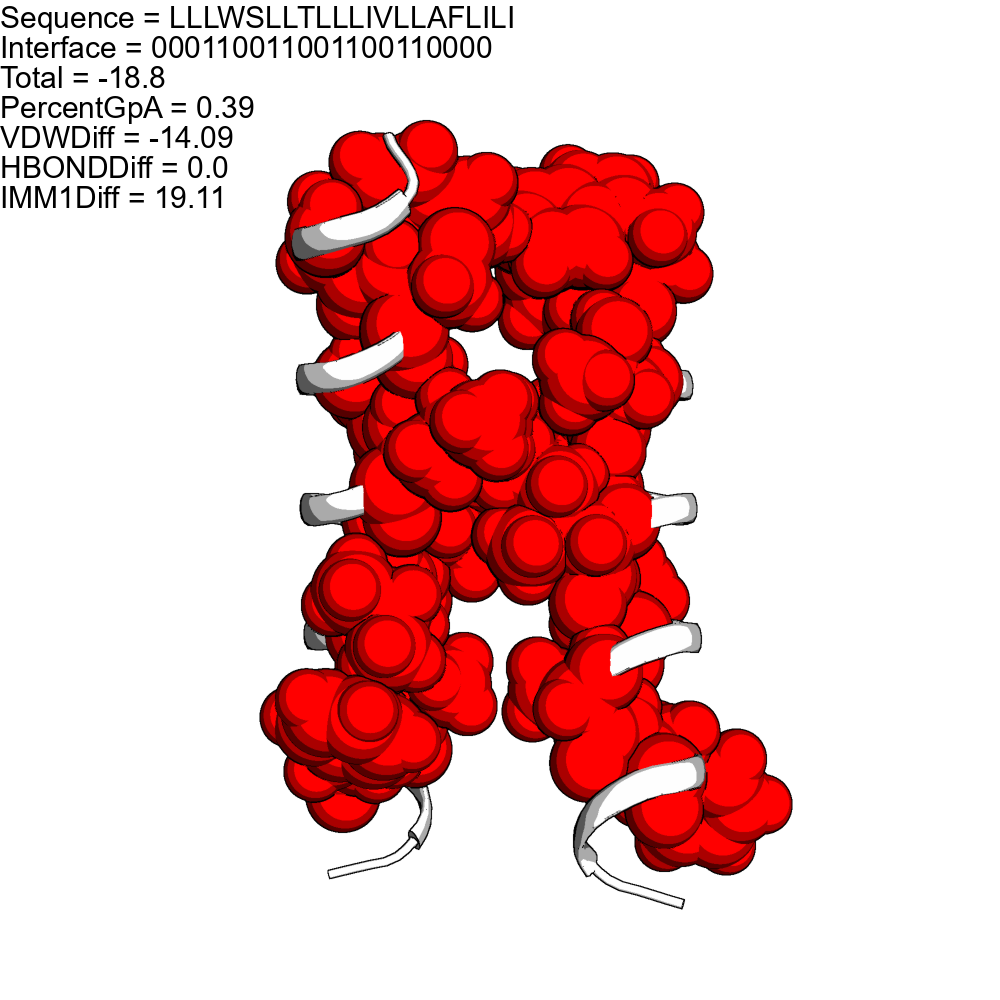 Sequence = LLLWSLLTLLLIVLLAFLILI
Interface = 000110011001100110000
Total = -18.8
PercentGpA = 0.39
VDWDiff = -14.09
HBONDDiff = 0.0
IMM1Diff = 19.11